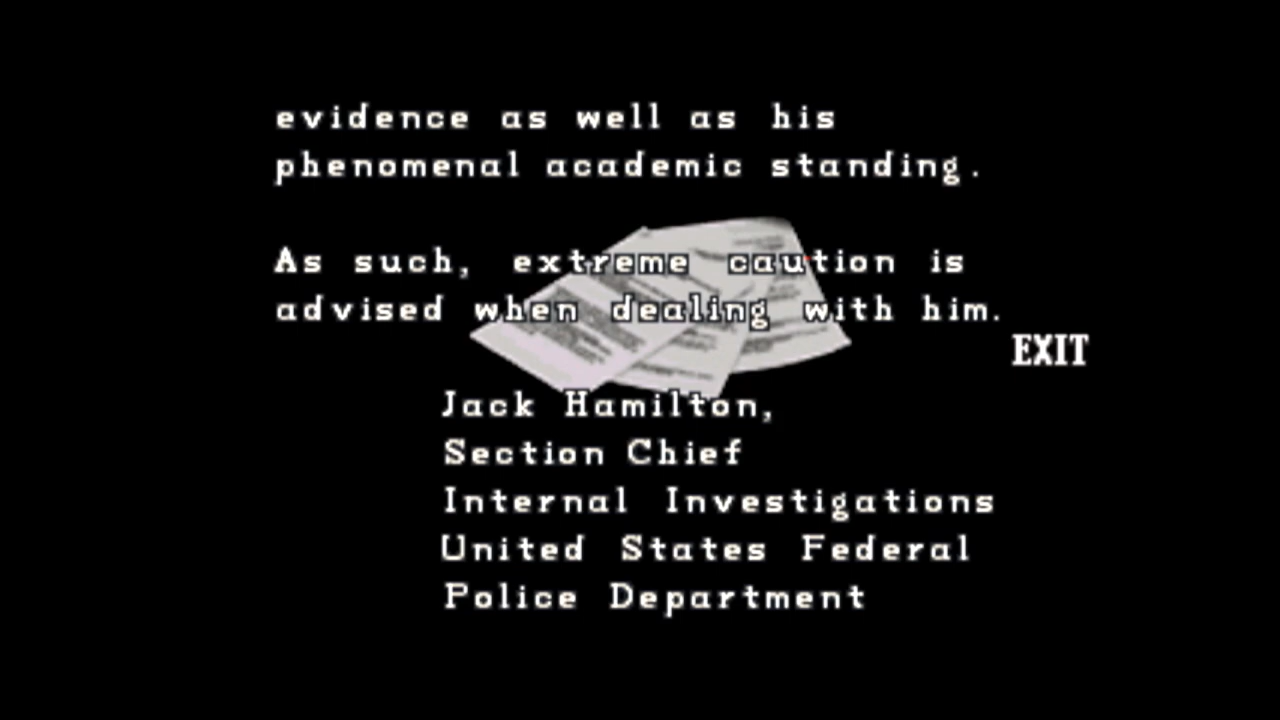 evidence as well as his
phenomenal academic standing.
As such, extreme caution is
advised when dealing with him.
EXIT
Jack Hamilton,
Section Chief
Internal Investigations
United States Federal
Police Department